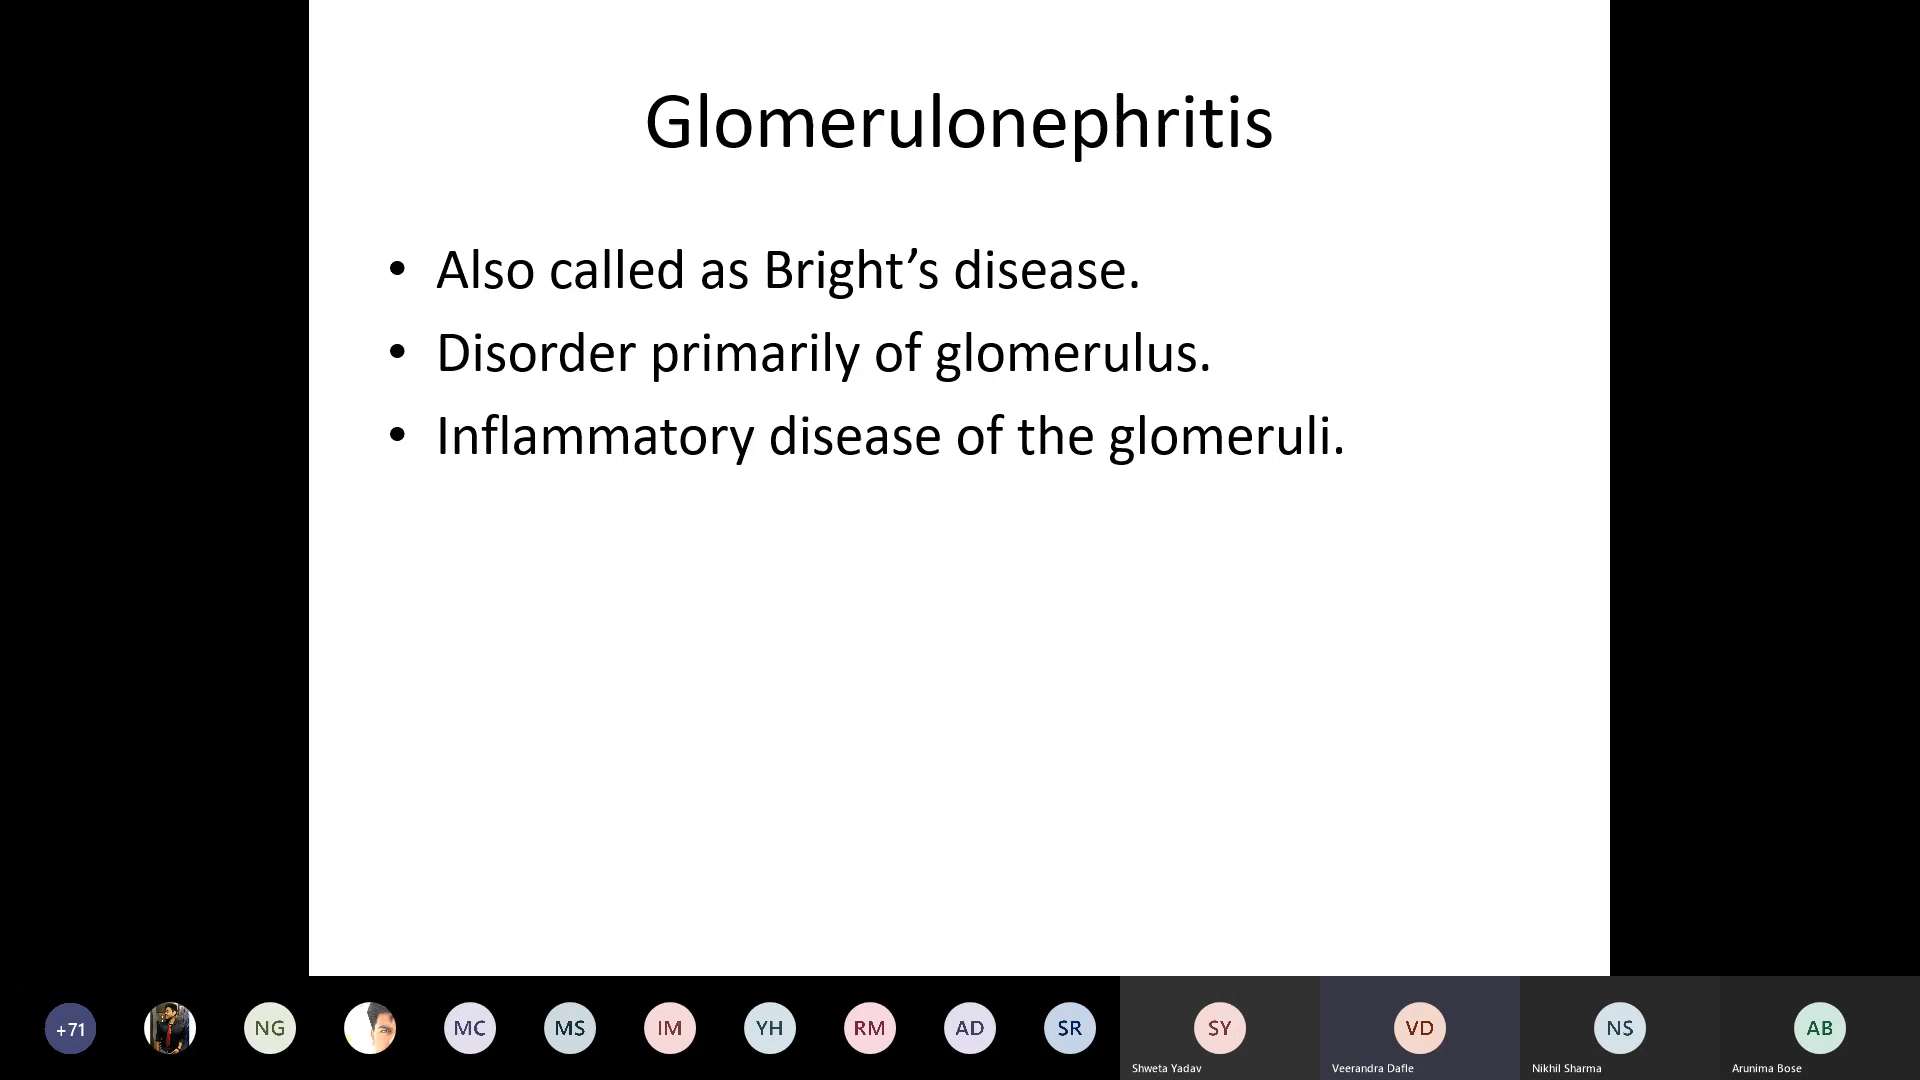 Glomerulonephritis
• Also called as Bright’s disease.
• Disorder primarily of glomerulus.
• Inflammatory disease of the glomeruli.
+71 NG MC MS IM YH RM AD SR SY VD NS AB
Shweta Yadav Veerandra Dafle Nikhil Sharma Arunima Bose